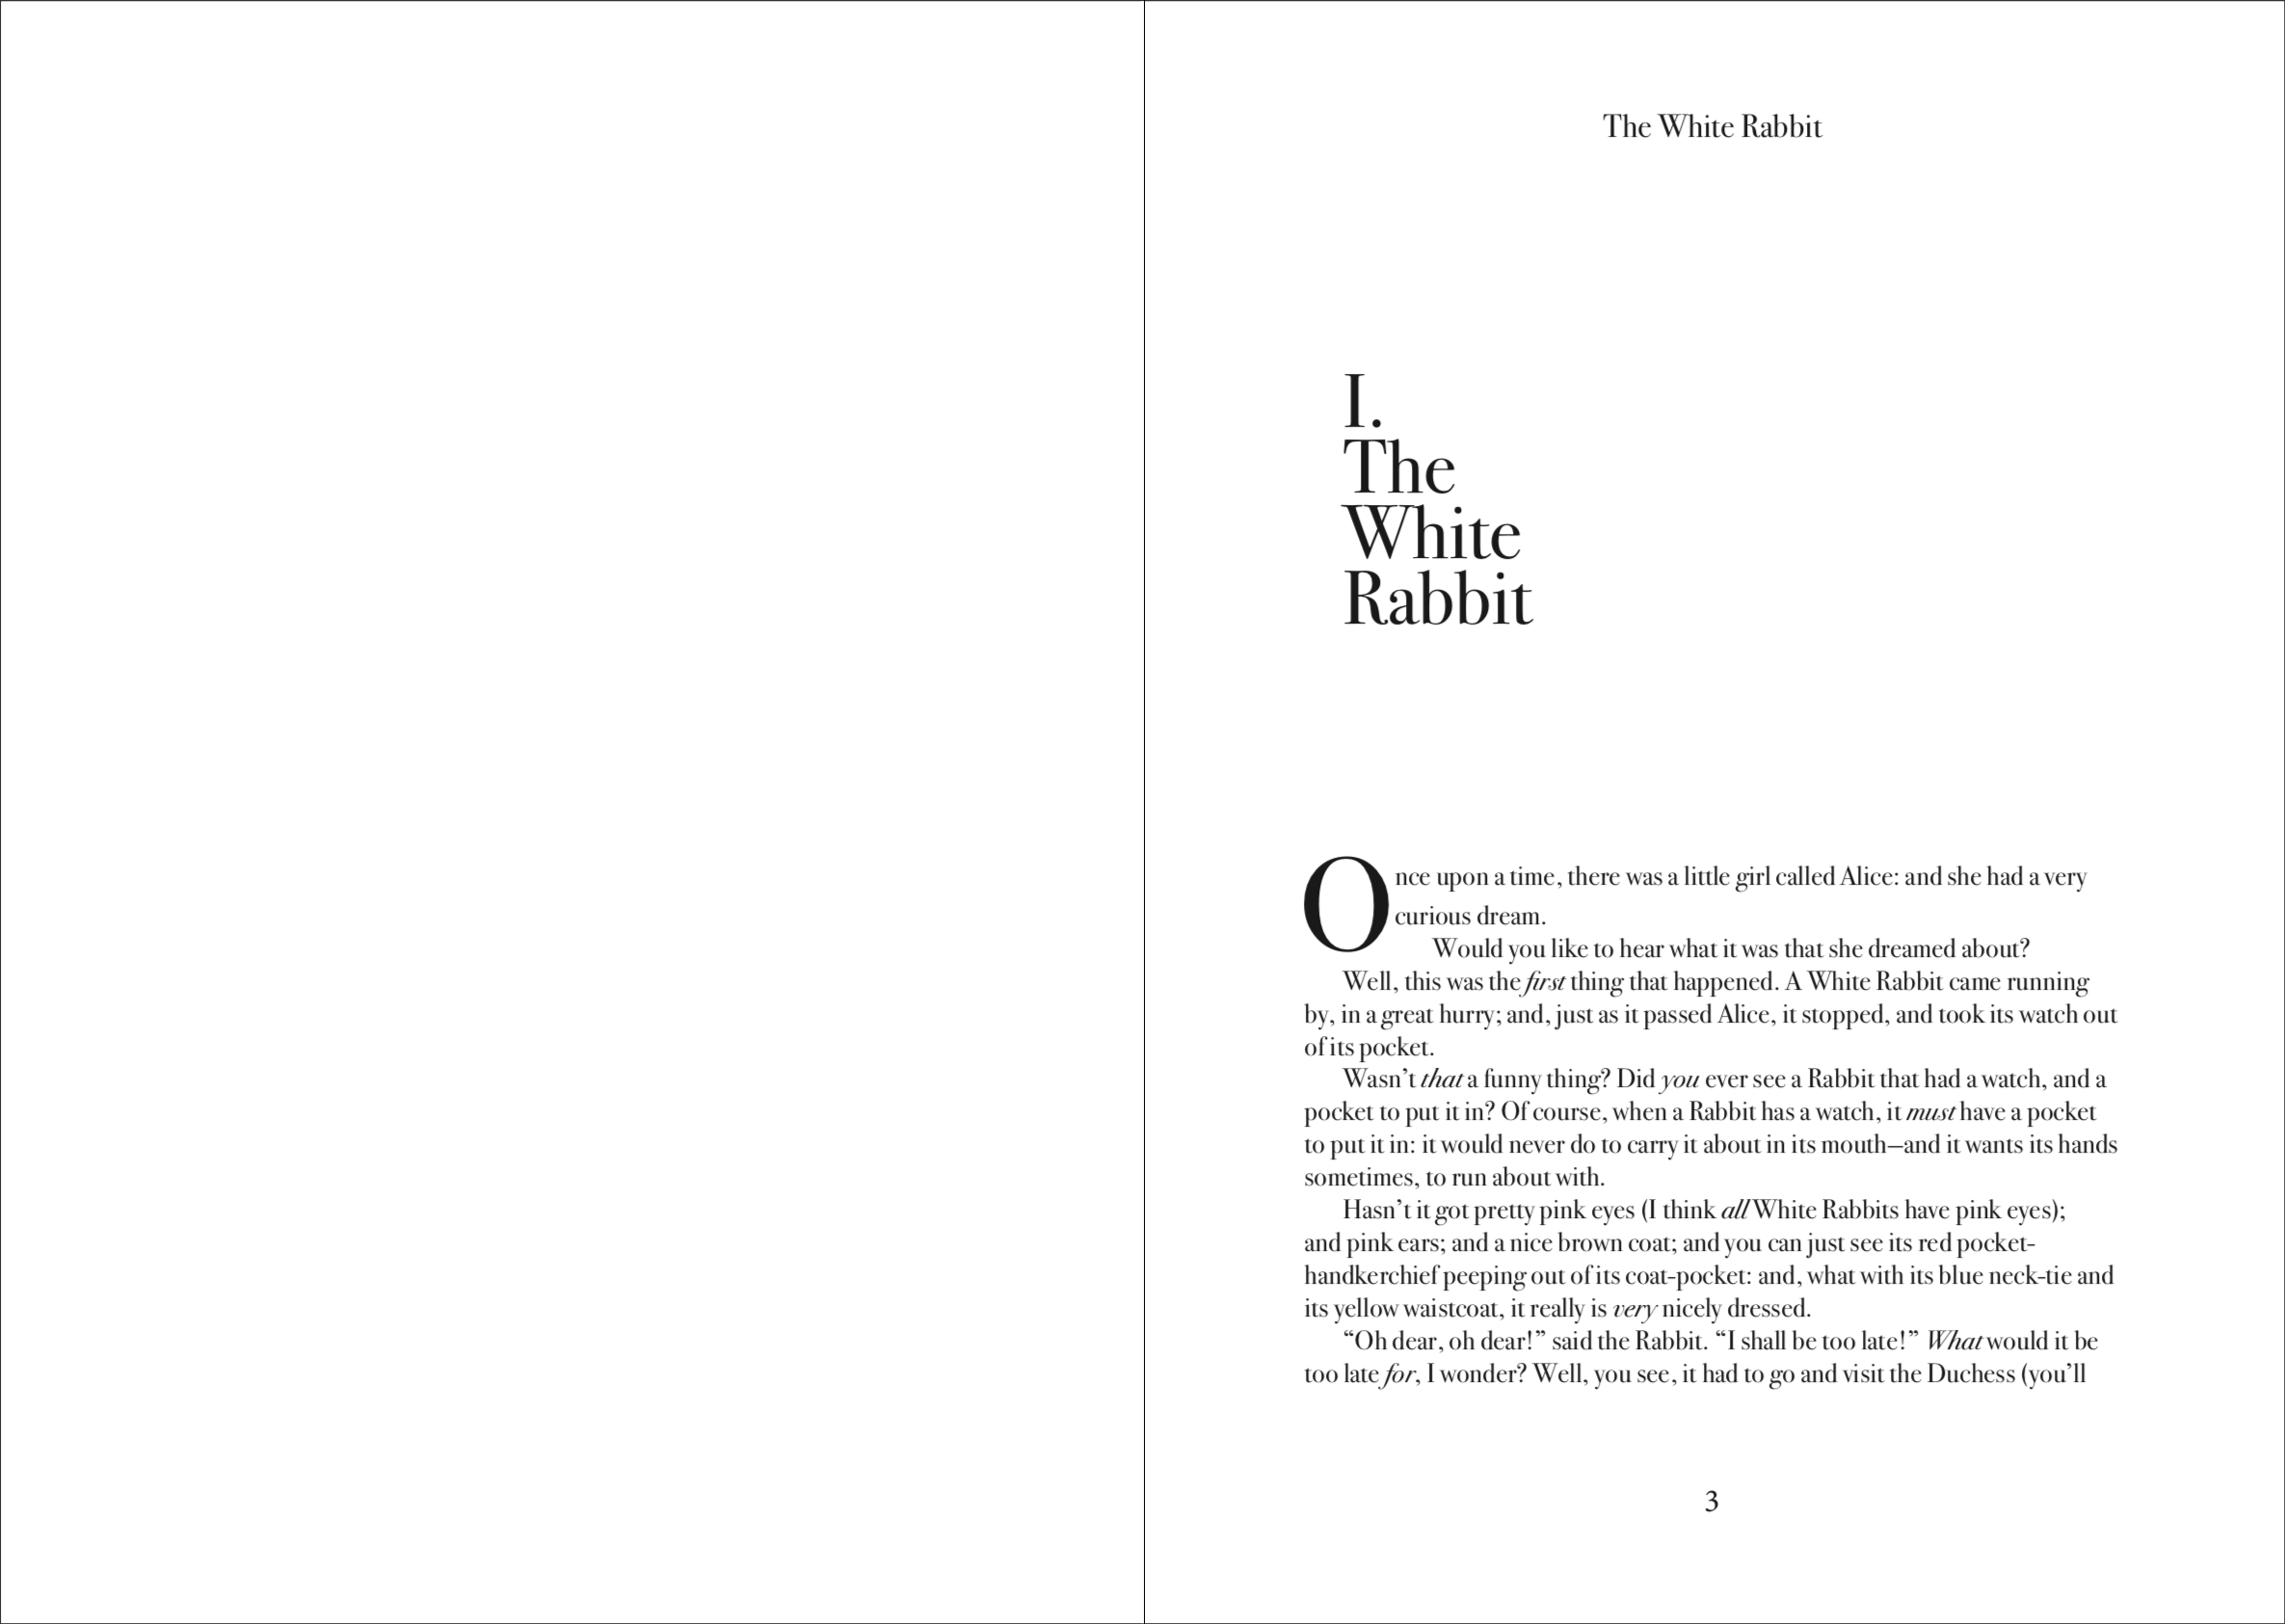 The White Rabbit
I.
The
White
Rabbit
Once upon a time, there was a little girl called Alice: and she had a very
curious dream.
Would you like to hear what it was that she dreamed about?
Well, this was the first thing that happened. A White Rabbit came running
by, in a great hurry; and, just as it passed Alice, it stopped, and took its watch out
of its pocket.
Wasn’t that a funny thing? Did you ever see a Rabbit that had a watch, and a
pocket to put it in? Of course, when a Rabbit has a watch, it must have a pocket
to put it in: it would never do to carry it about in its mouth—and it wants its hands
sometimes, to run about with.
Hasn’t it got pretty pink eyes (I think all White Rabbits have pink eyes);
and pink ears; and a nice brown coat; and you can just see its red pocket-
handkerchief peeping out of its coat-pocket: and, what with its blue neck-tie and
its yellow waistcoat, it really is very nicely dressed.
“Oh dear, oh dear!” said the Rabbit. “I shall be too late!” What would it be
too late for, I wonder? Well, you see, it had to go and visit the Duchess (you’ll
3